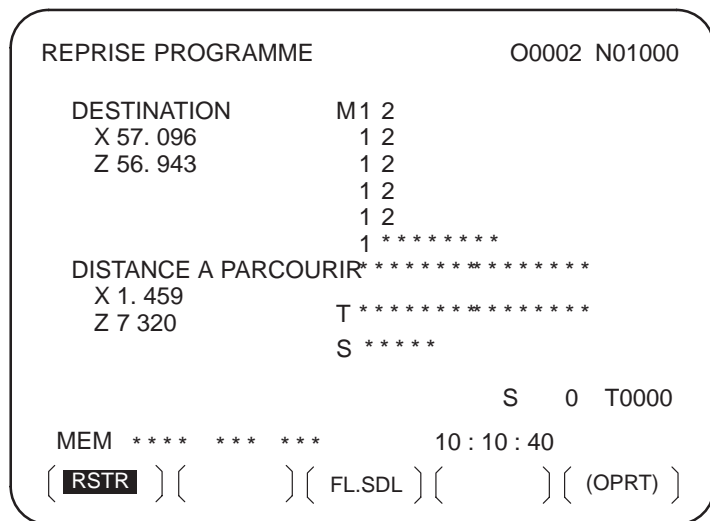 REPRISE PROGRAMME O0002 N01000
DESTINATION M 1 2
X 57. 096 1 2
Z 56. 943 1 2
1 2
1 2
1 * * * * * * * *
DISTANCE A PARCOURIR * * * * * * * * * * * * * * * *
X 1. 459
Z 7 320 T * * * * * * * * * * * * * * * *
S * * * * *
S 0 T0000
MEM * * * * * * * * * * 10 : 10 : 40
[ RSTR ] [ ] [ FL.SDL ] [ ] [ (OPRT) ]